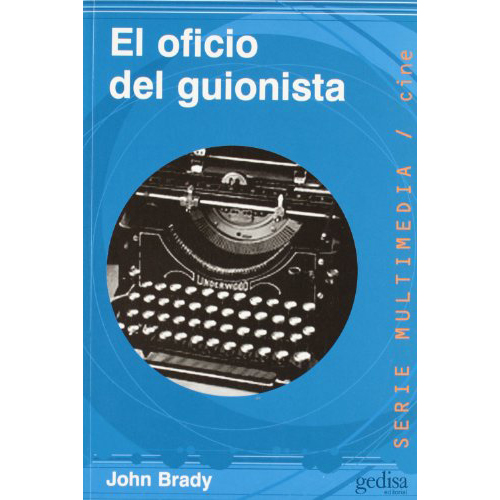 El oficio
del guionista
SERIE MULTIMEDIA / cine
UNDERWOOD
John Brady
gedisa
editorial